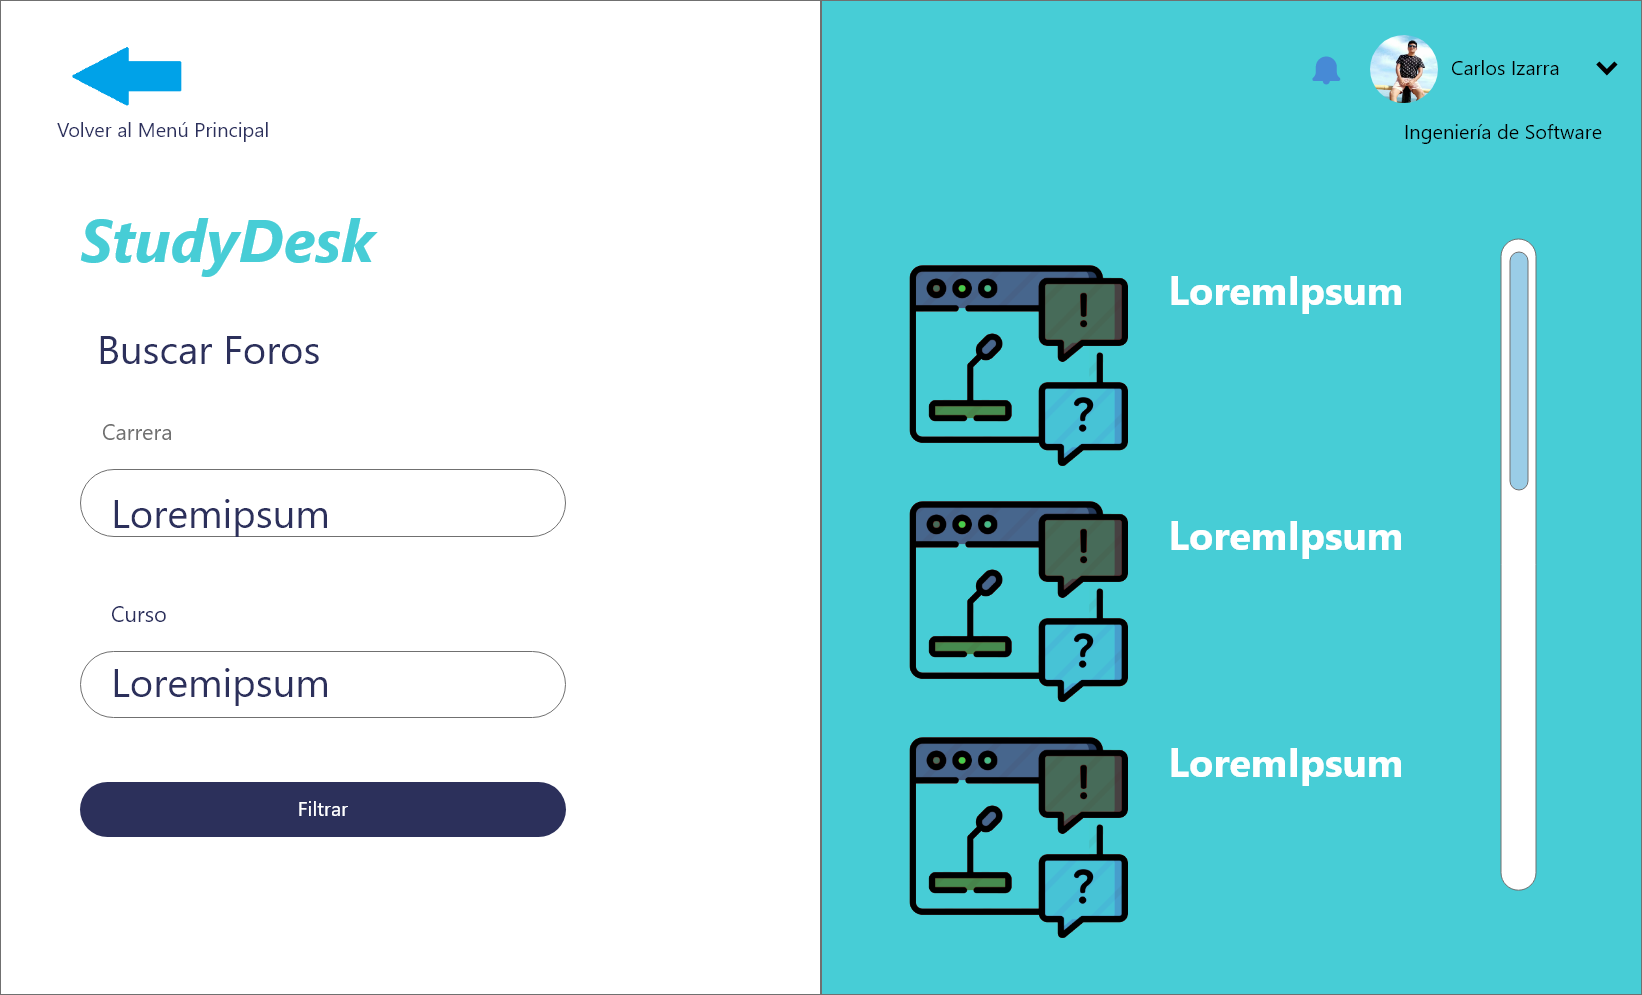 Volver al Menú Principal
StudyDesk
Buscar Foros
Carrera
Loremipsum
Curso
Loremipsum
Filtrar
Carlos Izarra
Ingeniería de Software
!
?
LoremIpsum
!
?
LoremIpsum
!
?
LoremIpsum